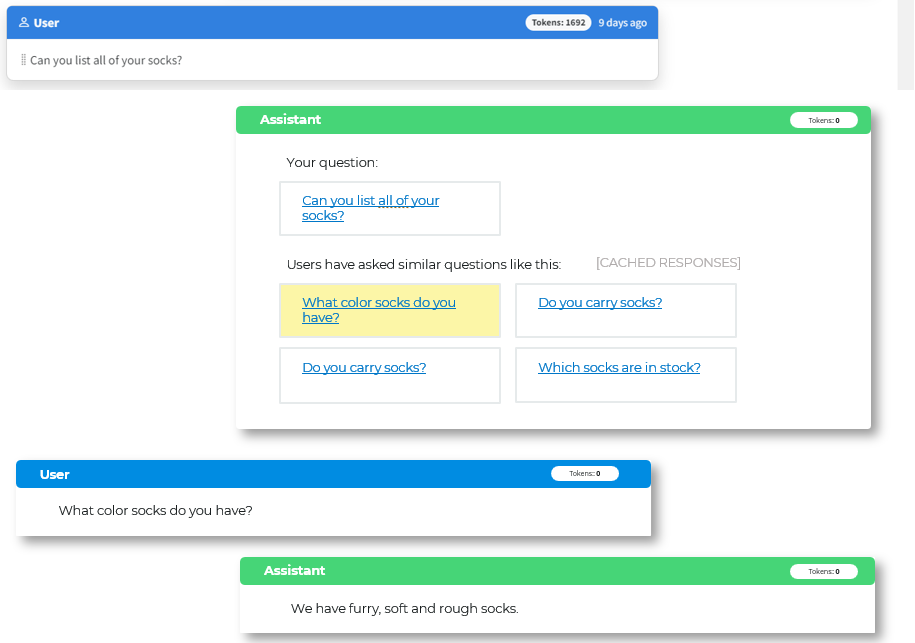 User
Tokens: 1692 9 days ago
Can you list all of your socks?
Assistant
Tokens: 0
Your question:
Can you list all of your
socks?
Users have asked similar questions like this: [CACHED RESPONSES]
What color socks do you
have?
Do you carry socks?
Do you carry socks?
Which socks are in stock?
User
Tokens: 0
What color socks do you have?
Assistant
Tokens: 0
We have furry, soft and rough socks.